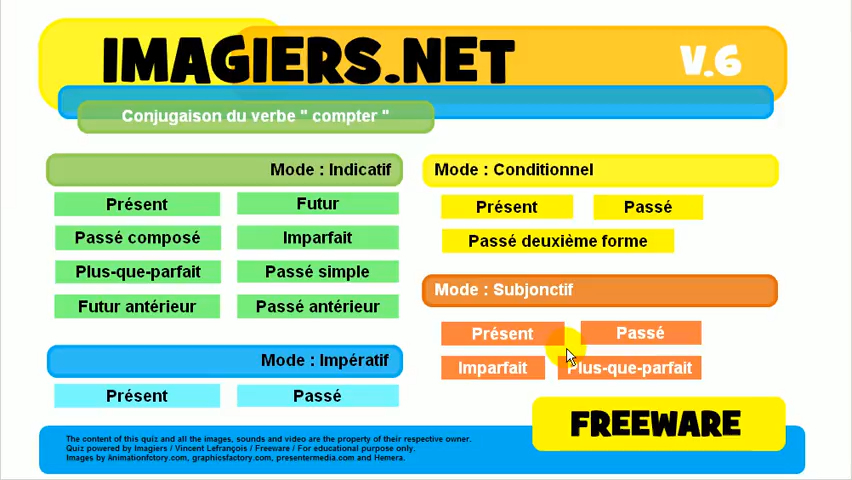 IMAGIERS.NET
V.6
Conjugaison du verbe " compter "
Mode : Indicatif
Présent
Futur
Passé composé
Imparfait
Plus-que-parfait
Passé simple
Futur antérieur
Passé antérieur
Mode : Impératif
Présent
Passé
Mode : Conditionnel
Présent
Passé
Passé deuxième forme
Mode : Subjonctif
Présent
Passé
Imparfait
Plus-que-parfait
FREEWARE
The content of this quiz and all the images, sounds and video are the property of their respective owner.
Quiz powered by Imagiers / Vincent Lefrançois / Freeware / For educational purpose only.
Images by Animationfctory.com, graphicsfactory.com, presentermedia.com and Hemera.